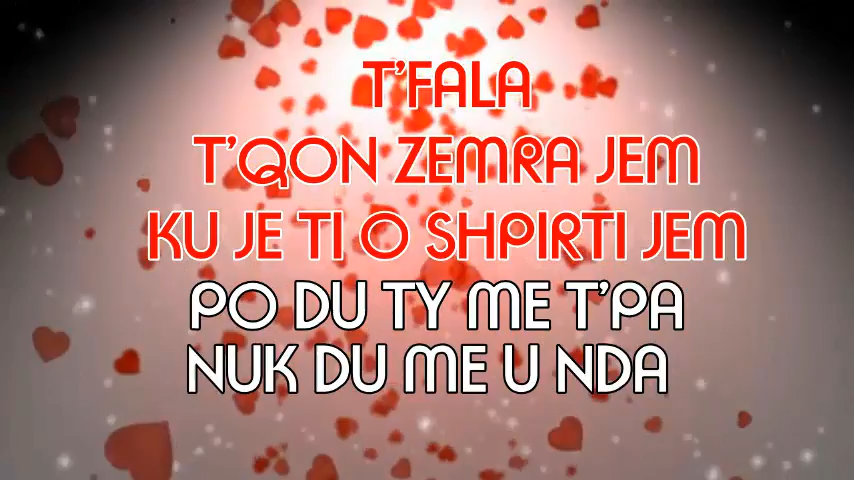 T'FALA
T'QON ZEMRA JEM
KU JE TI O SHPIRTI JEM
PO DU TY ME T'PA
NUK DU ME U NDA